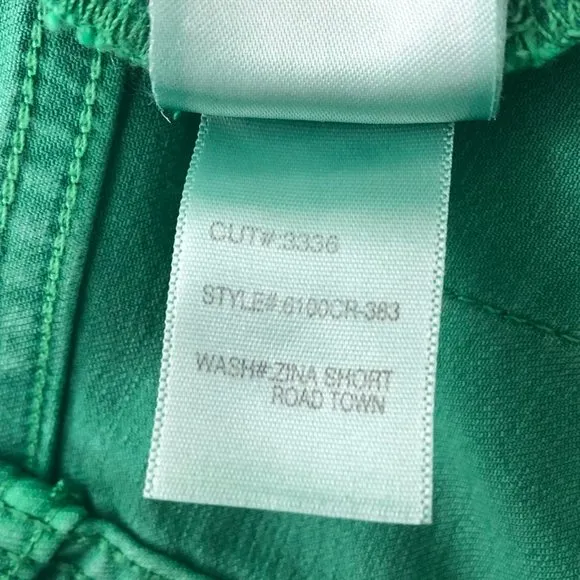 CUT#:3336
STYLE#:6100CR-383
WASH#:ZINA SHORT
ROAD TOWN